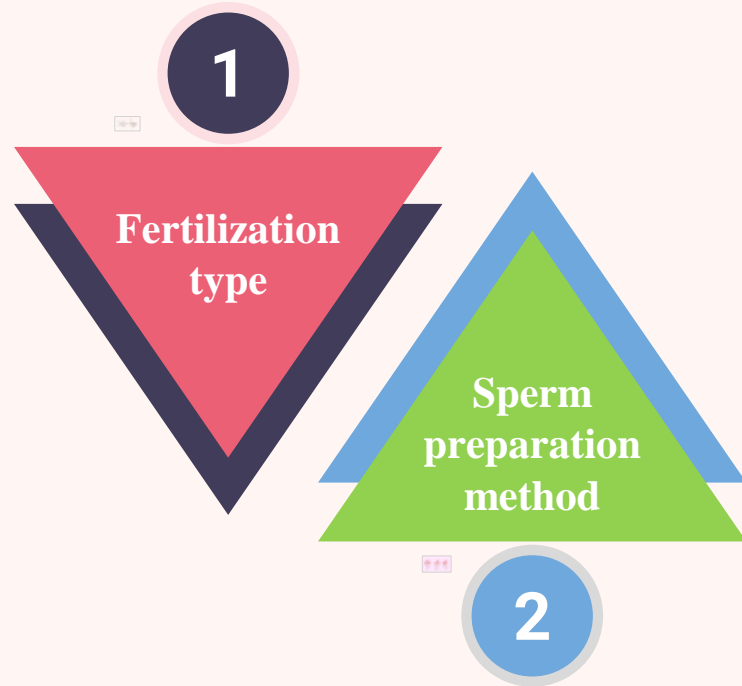 1
Fertilization
type
Sperm
preparation
method
2